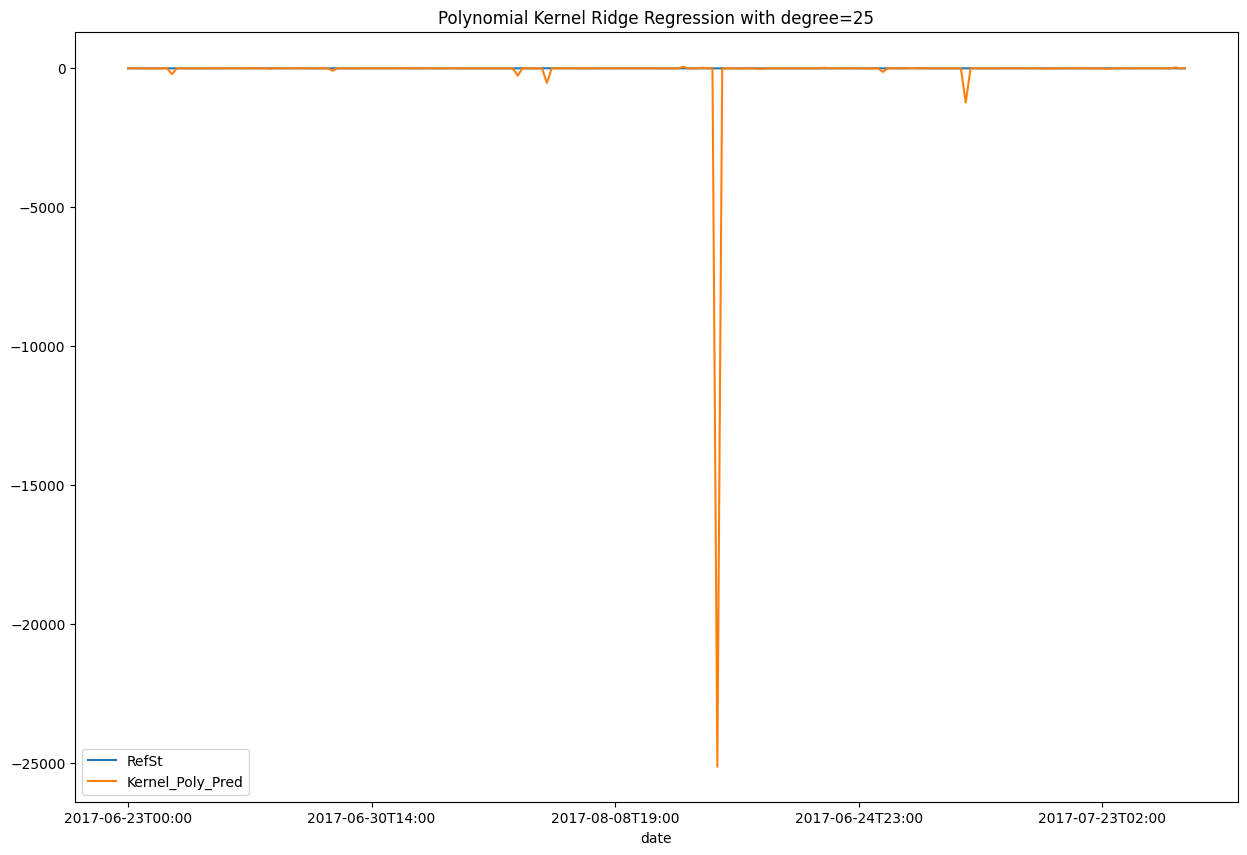 Polynomial Kernel Ridge Regression with degree=25
0
−5000
−10000
−15000
−20000
−25000
RefSt
Kernel_Poly_Pred
2017-06-23T00:00 2017-06-30T14:00 2017-08-08T19:00 2017-06-24T23:00 2017-07-23T02:00
date